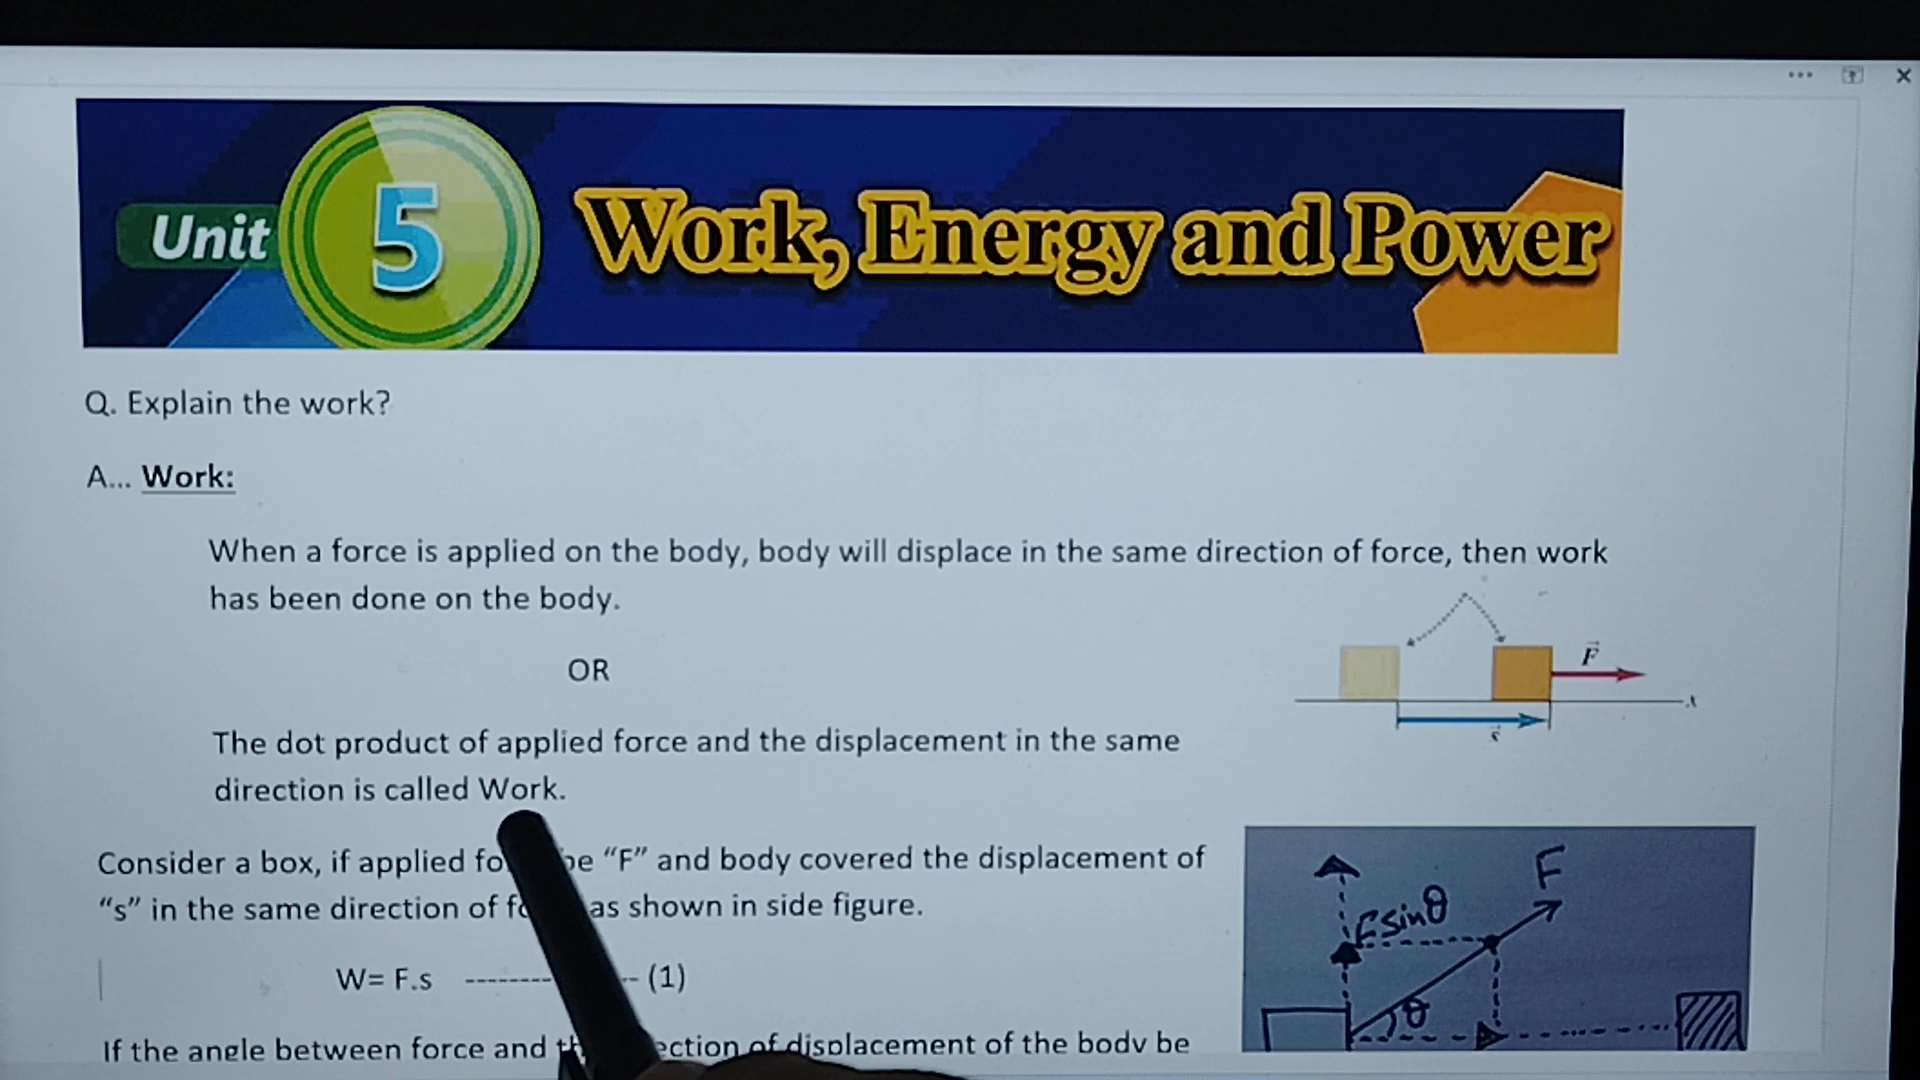 Unit 5 Work, Energy and Power
Q. Explain the work?
A... Work:
When a force is applied on the body, body will displace in the same direction of force, then work
has been done on the body.
F
OR
x
s
The dot product of applied force and the displacement in the same
direction is called Work.
Consider a box, if applied be “F” and body covered the displacement of
“s” in the same direction of as shown in side figure.
W= F.s -------- -- (1)
If the angle between force and of displacement of the body be
F
Fsinθ
θ